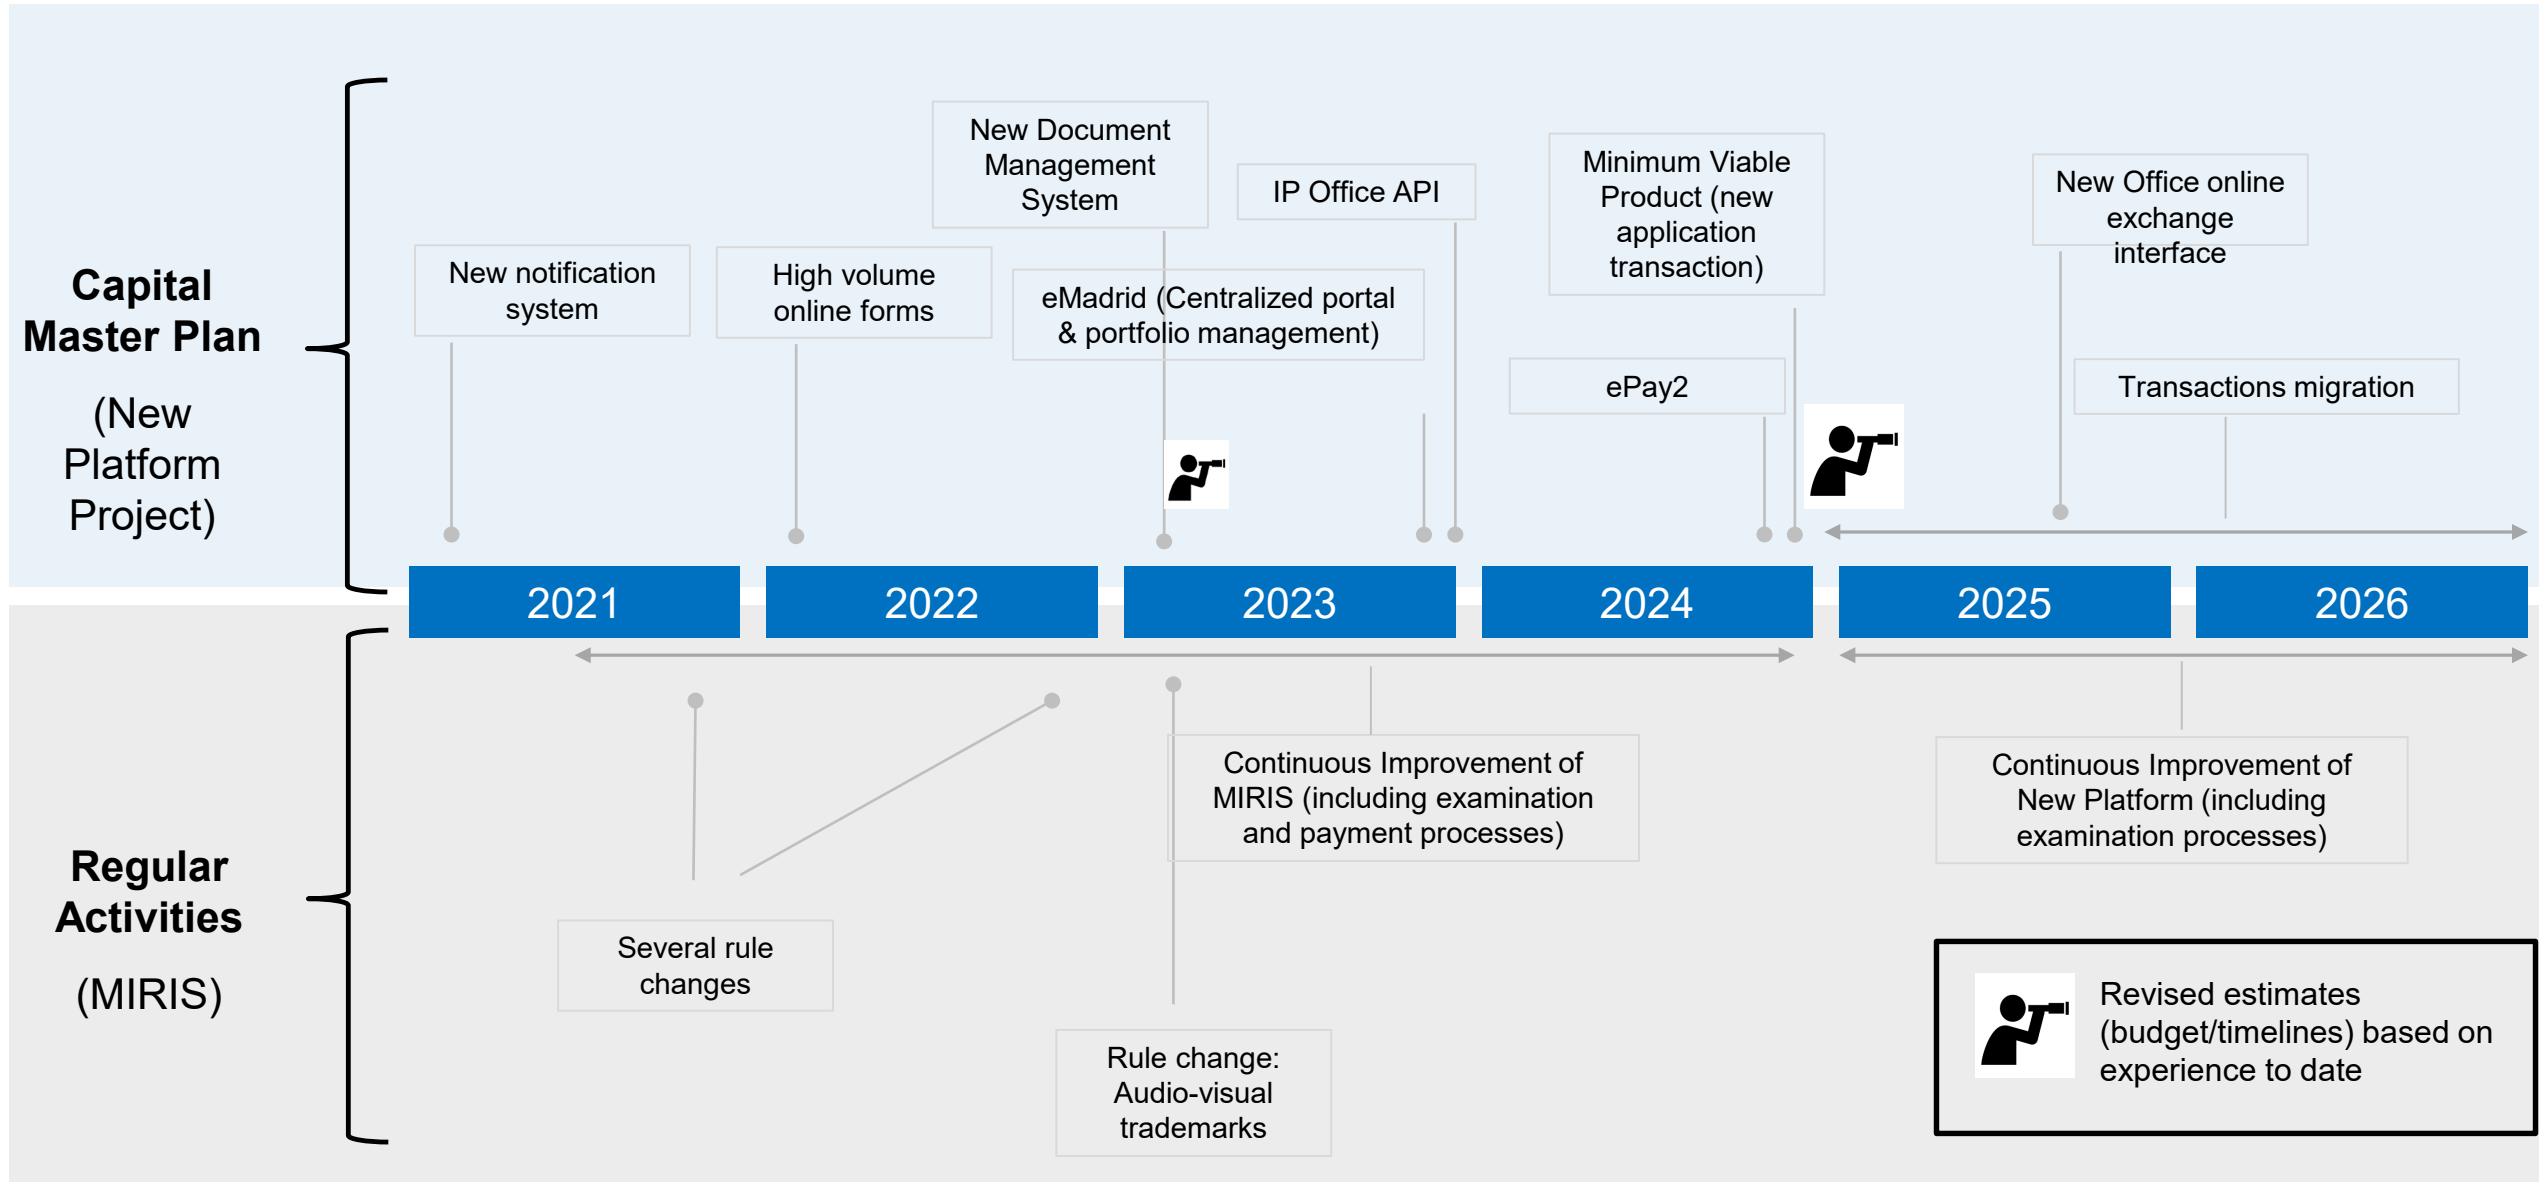 Capital
Master Plan
(New
Platform
Project)
New notification
system
High volume
online forms
New Document
Management
System
eMadrid (Centralized portal
& portfolio management)
IP Office API
Minimum Viable
Product (new
application
transaction)
ePay2
New Office online
exchange
interface
Transactions migration
2021
2022
2023
2024
2025
2026
Regular
Activities
(MIRIS)
Several rule
changes
Rule change:
Audio-visual
trademarks
Continuous Improvement of
MIRIS (including examination
and payment processes)
Continuous Improvement of
New Platform (including
examination processes)
Revised estimates
(budget/timelines) based on
experience to date